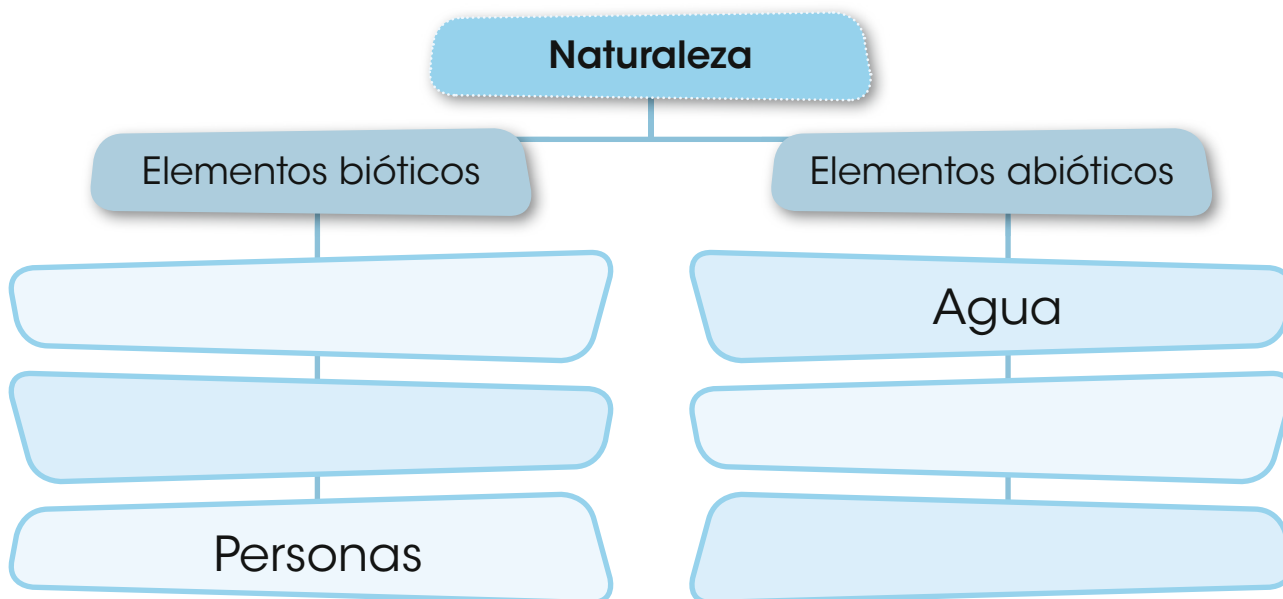 Naturaleza
Elementos bióticos
Elementos abióticos
Agua
Personas